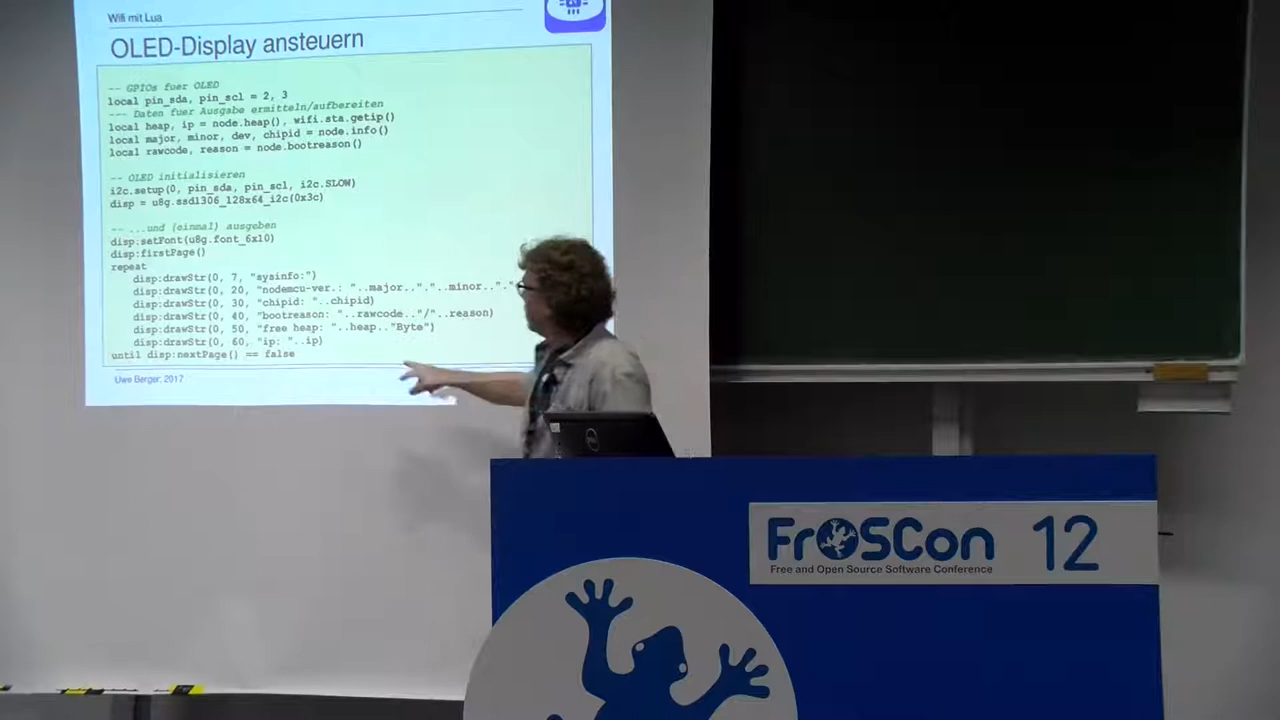 Wifi mit Lua
OLED-Display ansteuern
-- GPIOs fuer OLED
local pin_sda, pin_scl = 2, 3
--- Daten fuer Ausgabe ermitteln/aufbereiten
local heap, ip = node.heap(), wifi.sta.getip()
local major, minor, dev, chipid = node.info()
local rawcode, reason = node.bootreason()
-- OLED initialisieren
i2c.setup(0, pin_sda, pin_scl, i2c.SLOW)
disp = u8g.ssd1306_128x64_i2c(0x3c)
-- ...und (einmal) ausgeben
disp:setFont(u8g.font_6x10)
disp:firstPage()
repeat
disp:drawStr(0, 7, "sysinfo:")
disp:drawStr(0, 20, "nodemcu-ver.: "..major.."."..minor.."."
disp:drawStr(0, 30, "chipid: "..chipid)
disp:drawStr(0, 40, "bootreason: "..rawcode.."/"..reason)
disp:drawStr(0, 50, "free heap: "..heap.."Byte")
disp:drawStr(0, 60, "ip: "..ip)
until disp:nextPage() == false
Uwe Berger, 2017
DELL
FrOSCon 12
Free and Open Source Software Conference